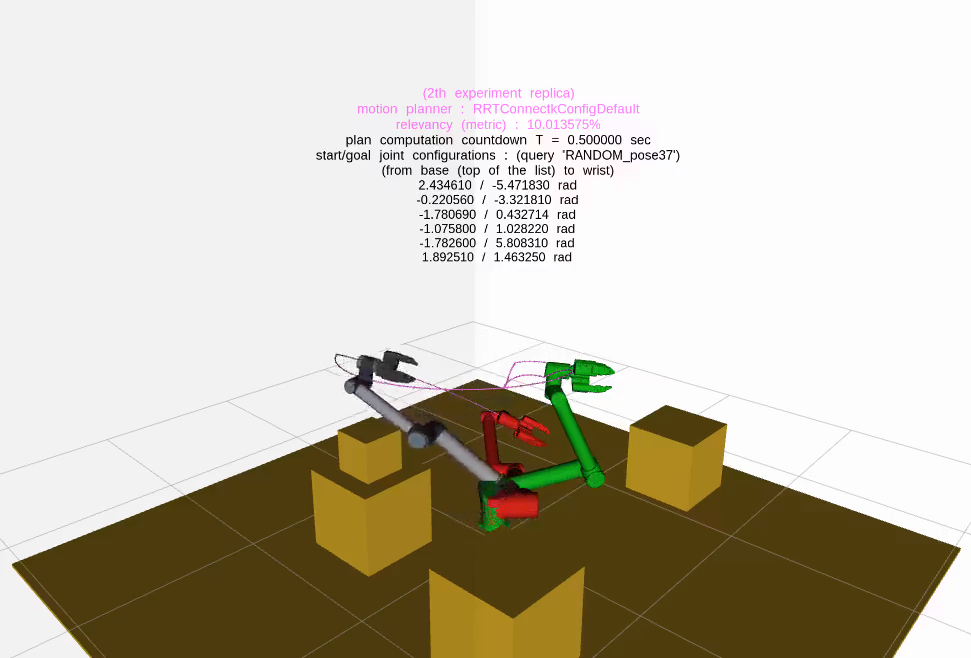 (2th experiment replica)
motion planner : RRTConnectkConfigDefault
relevancy (metric) : 10.013575%
plan computation countdown T = 0.500000 sec
start/goal joint configurations : (query 'RANDOM_pose37')
(from base (top of the list) to wrist)
2.434610 / -5.471830 rad
-0.220560 / -3.321810 rad
-1.780690 / 0.432714 rad
-1.075800 / 1.028220 rad
-1.782600 / 5.808310 rad
1.892510 / 1.463250 rad